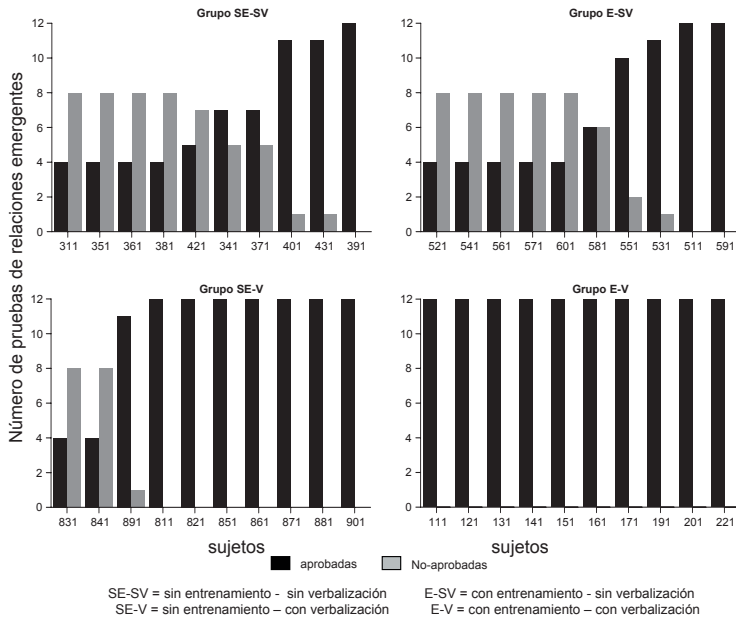 Grupo SE-SV
12
10
8
6
4
2
0
311 351 361 381 421 341 371 401 431 391
Grupo E-SV
12
10
8
6
4
2
0
521 541 561 571 601 581 551 531 511 591
Número de pruebas de relaciones emergentes
Grupo SE-V
12
10
8
6
4
2
0
831 841 891 811 821 851 861 871 881 901
Grupo E-V
12
10
8
6
4
2
0
111 121 131 141 151 161 171 191 201 221
sujetos sujetos
aprobadas No-aprobadas
SE-SV = sin entrenamiento - sin verbalización E-SV = con entrenamiento - sin verbalización
SE-V = sin entrenamiento – con verbalización E-V = con entrenamiento – con verbalización